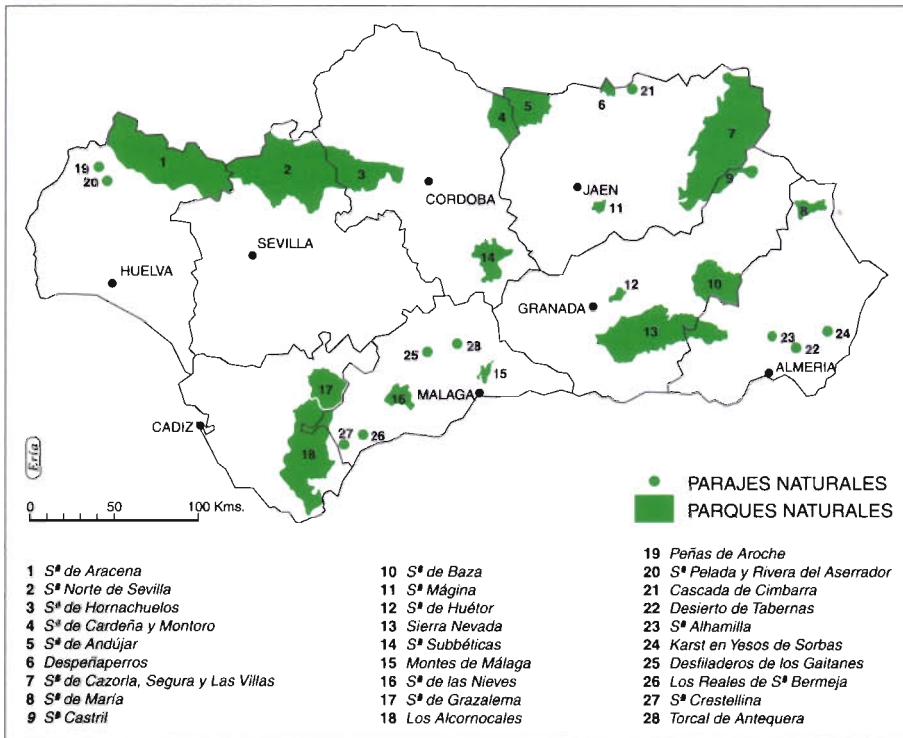 6
21
5
4
7
1
19
2
20
3
9
CORDOBA
JAEN
11
8
SEVILLA
14
HUELVA
12
10
GRANADA
13
25
28
23
24
22
15
17
16
MALAGA
ALMERIA
CADIZ
27
26
18
Ería
0 50 100 Kms.
PARAJES NATURALES
PARQUES NATURALES
1 Sª de Aracena
2 Sª Norte de Sevilla
3 Sª de Hornachuelos
4 Sª de Cardeña y Montoro
5 Sª de Andújar
6 Despeñaperros
7 Sª de Cazorla, Segura y Las Villas
8 Sª de María
9 Sª Castril
10 Sª de Baza
11 Sª Mágina
12 Sª de Huétor
13 Sierra Nevada
14 Sª Subbéticas
15 Montes de Málaga
16 Sª de las Nieves
17 Sª de Grazalema
18 Los Alcornocales
19 Peñas de Aroche
20 Sª Pelada y Rivera del Aserrador
21 Cascada de Cimbarra
22 Desierto de Tabernas
23 Sª Alhamilla
24 Karst en Yesos de Sorbas
25 Desfiladeros de los Gaitanes
26 Los Reales de Sª Bermeja
27 Sª Crestellina
28 Torcal de Antequera